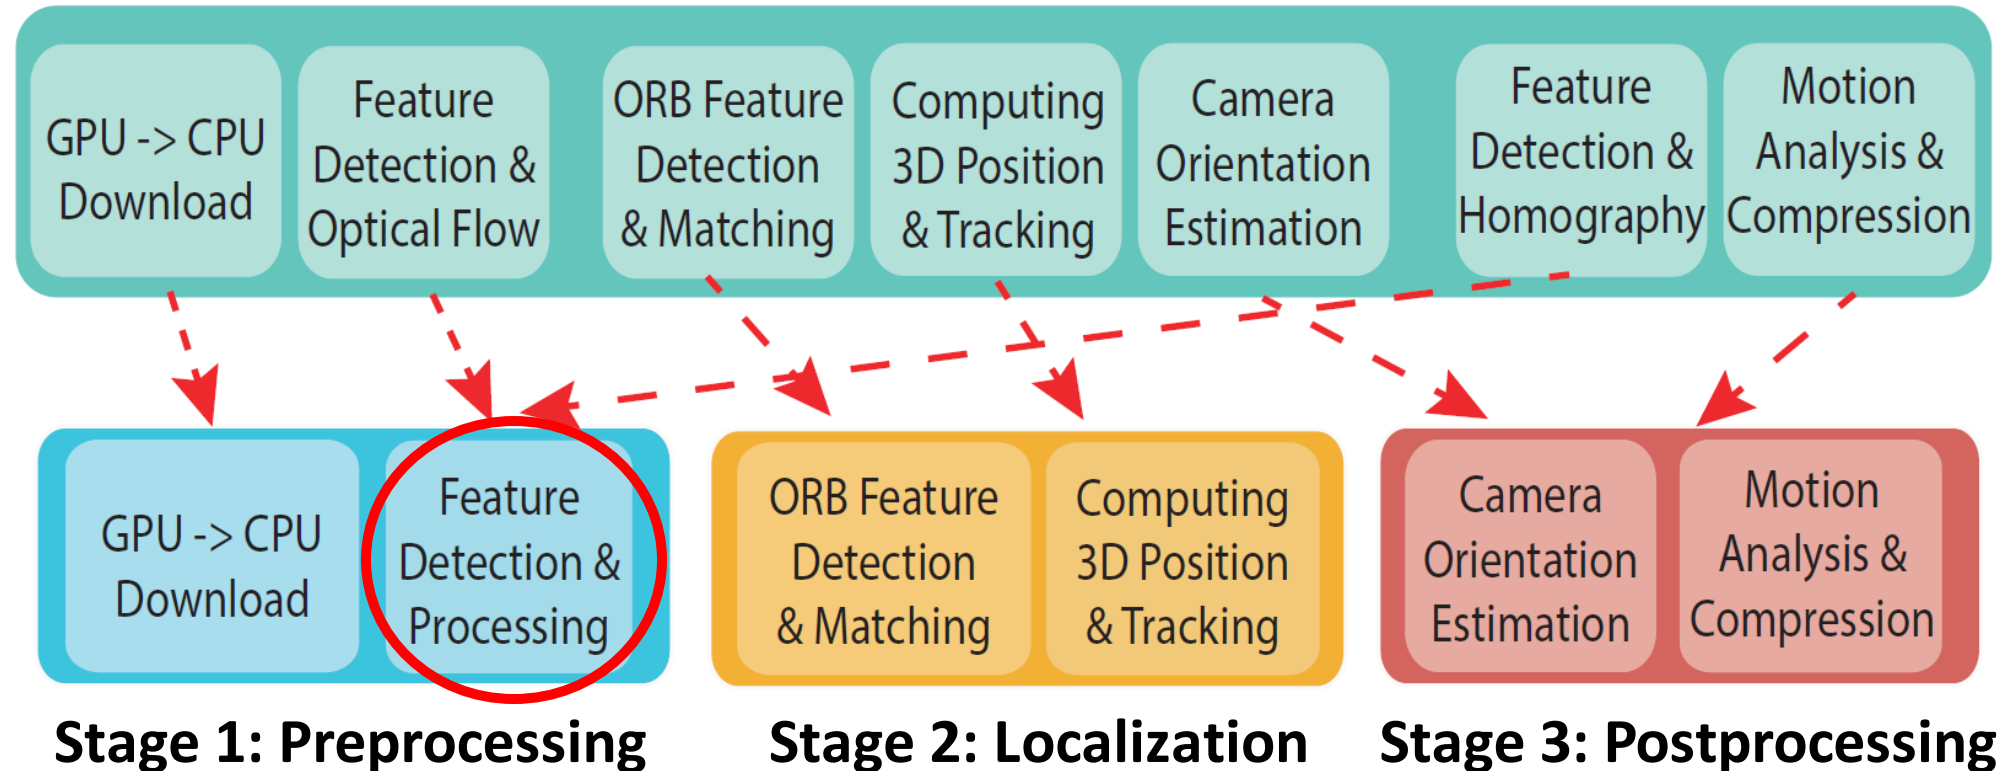 GPU -> CPU
Download
Feature
Detection &
Optical Flow
ORB Feature
Detection
& Matching
Computing
3D Position
& Tracking
Camera
Orientation
Estimation
Feature
Detection &
Homography
Motion
Analysis &
Compression
GPU -> CPU
Download
Feature
Detection &
Processing
ORB Feature
Detection
& Matching
Computing
3D Position
& Tracking
Camera
Orientation
Estimation
Motion
Analysis &
Compression
Stage 1: Preprocessing
Stage 2: Localization
Stage 3: Postprocessing